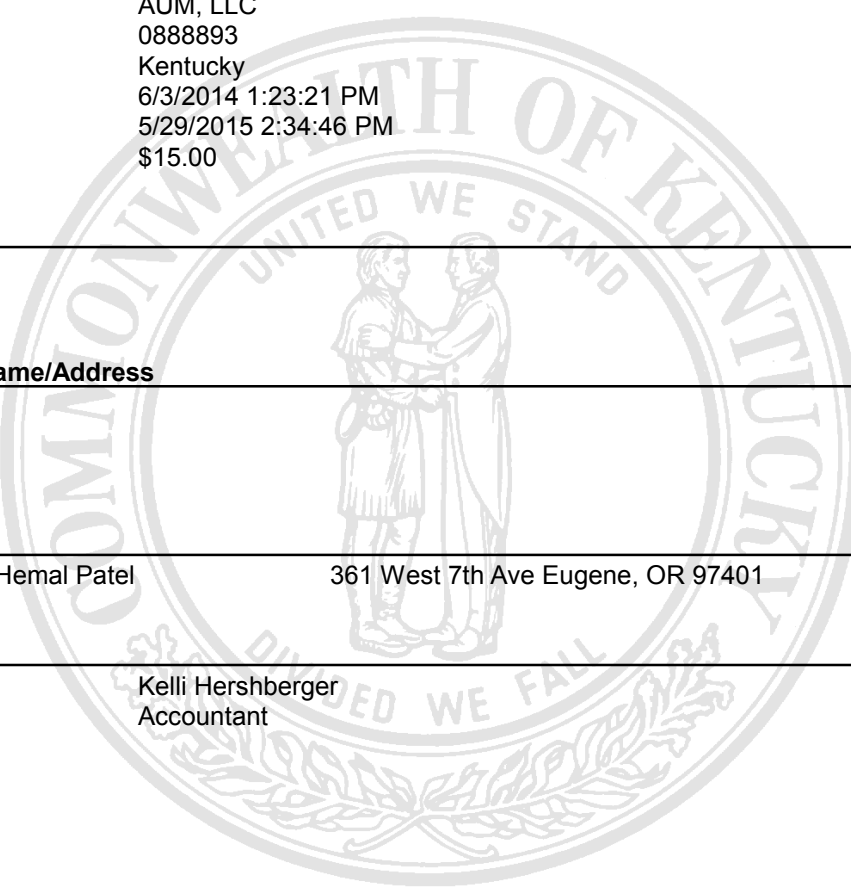 AUM, LLC
0888893
Kentucky
6/3/2014 1:23:21 PM
5/29/2015 2:34:46 PM
$15.00
ame/Address
Hemal Patel 361 West 7th Ave Eugene, OR 97401
Kelli Hershberger
Accountant
COMMONWEALTH OF KENTUCKY
UNITED WE STAND
DIVIDED WE FALL